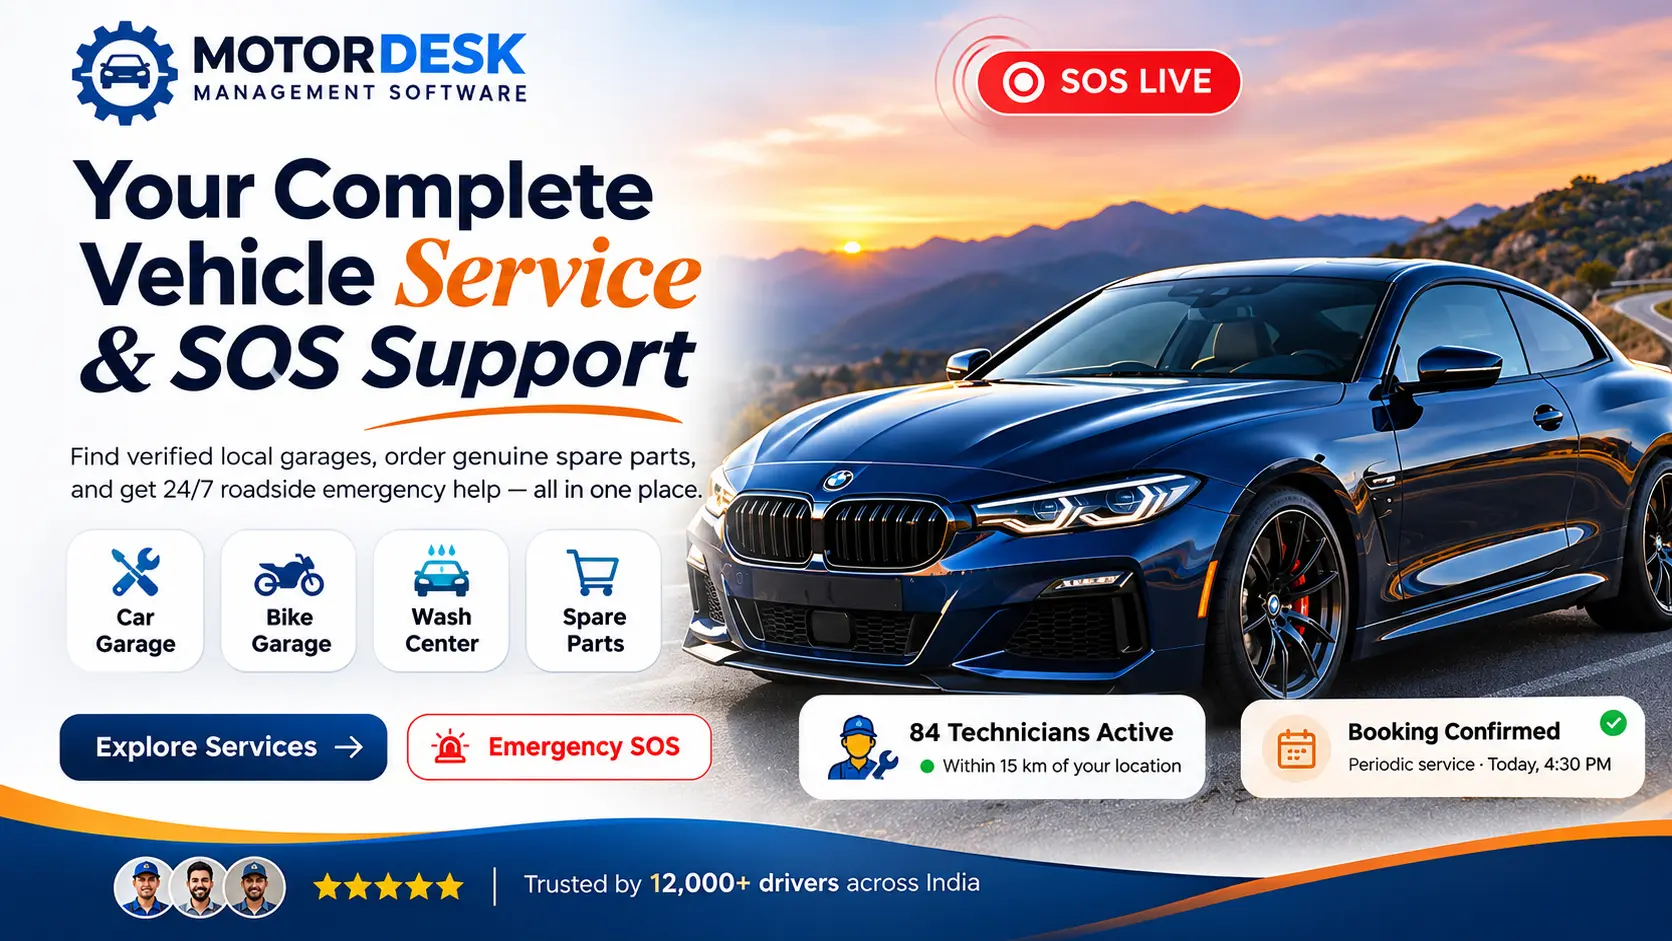 MOTORDESK
MANAGEMENT SOFTWARE
SOS LIVE
Your Complete
Vehicle Service
& SOS Support
Find verified local garages, order genuine spare parts,
and get 24/7 roadside emergency help — all in one place.
Car
Garage
Bike
Garage
Wash
Center
Spare
Parts
Explore Services
Emergency SOS
84 Technicians Active
Within 15 km of your location
Booking Confirmed
Periodic service · Today, 4:30 PM
Trusted by 12,000+ drivers across India